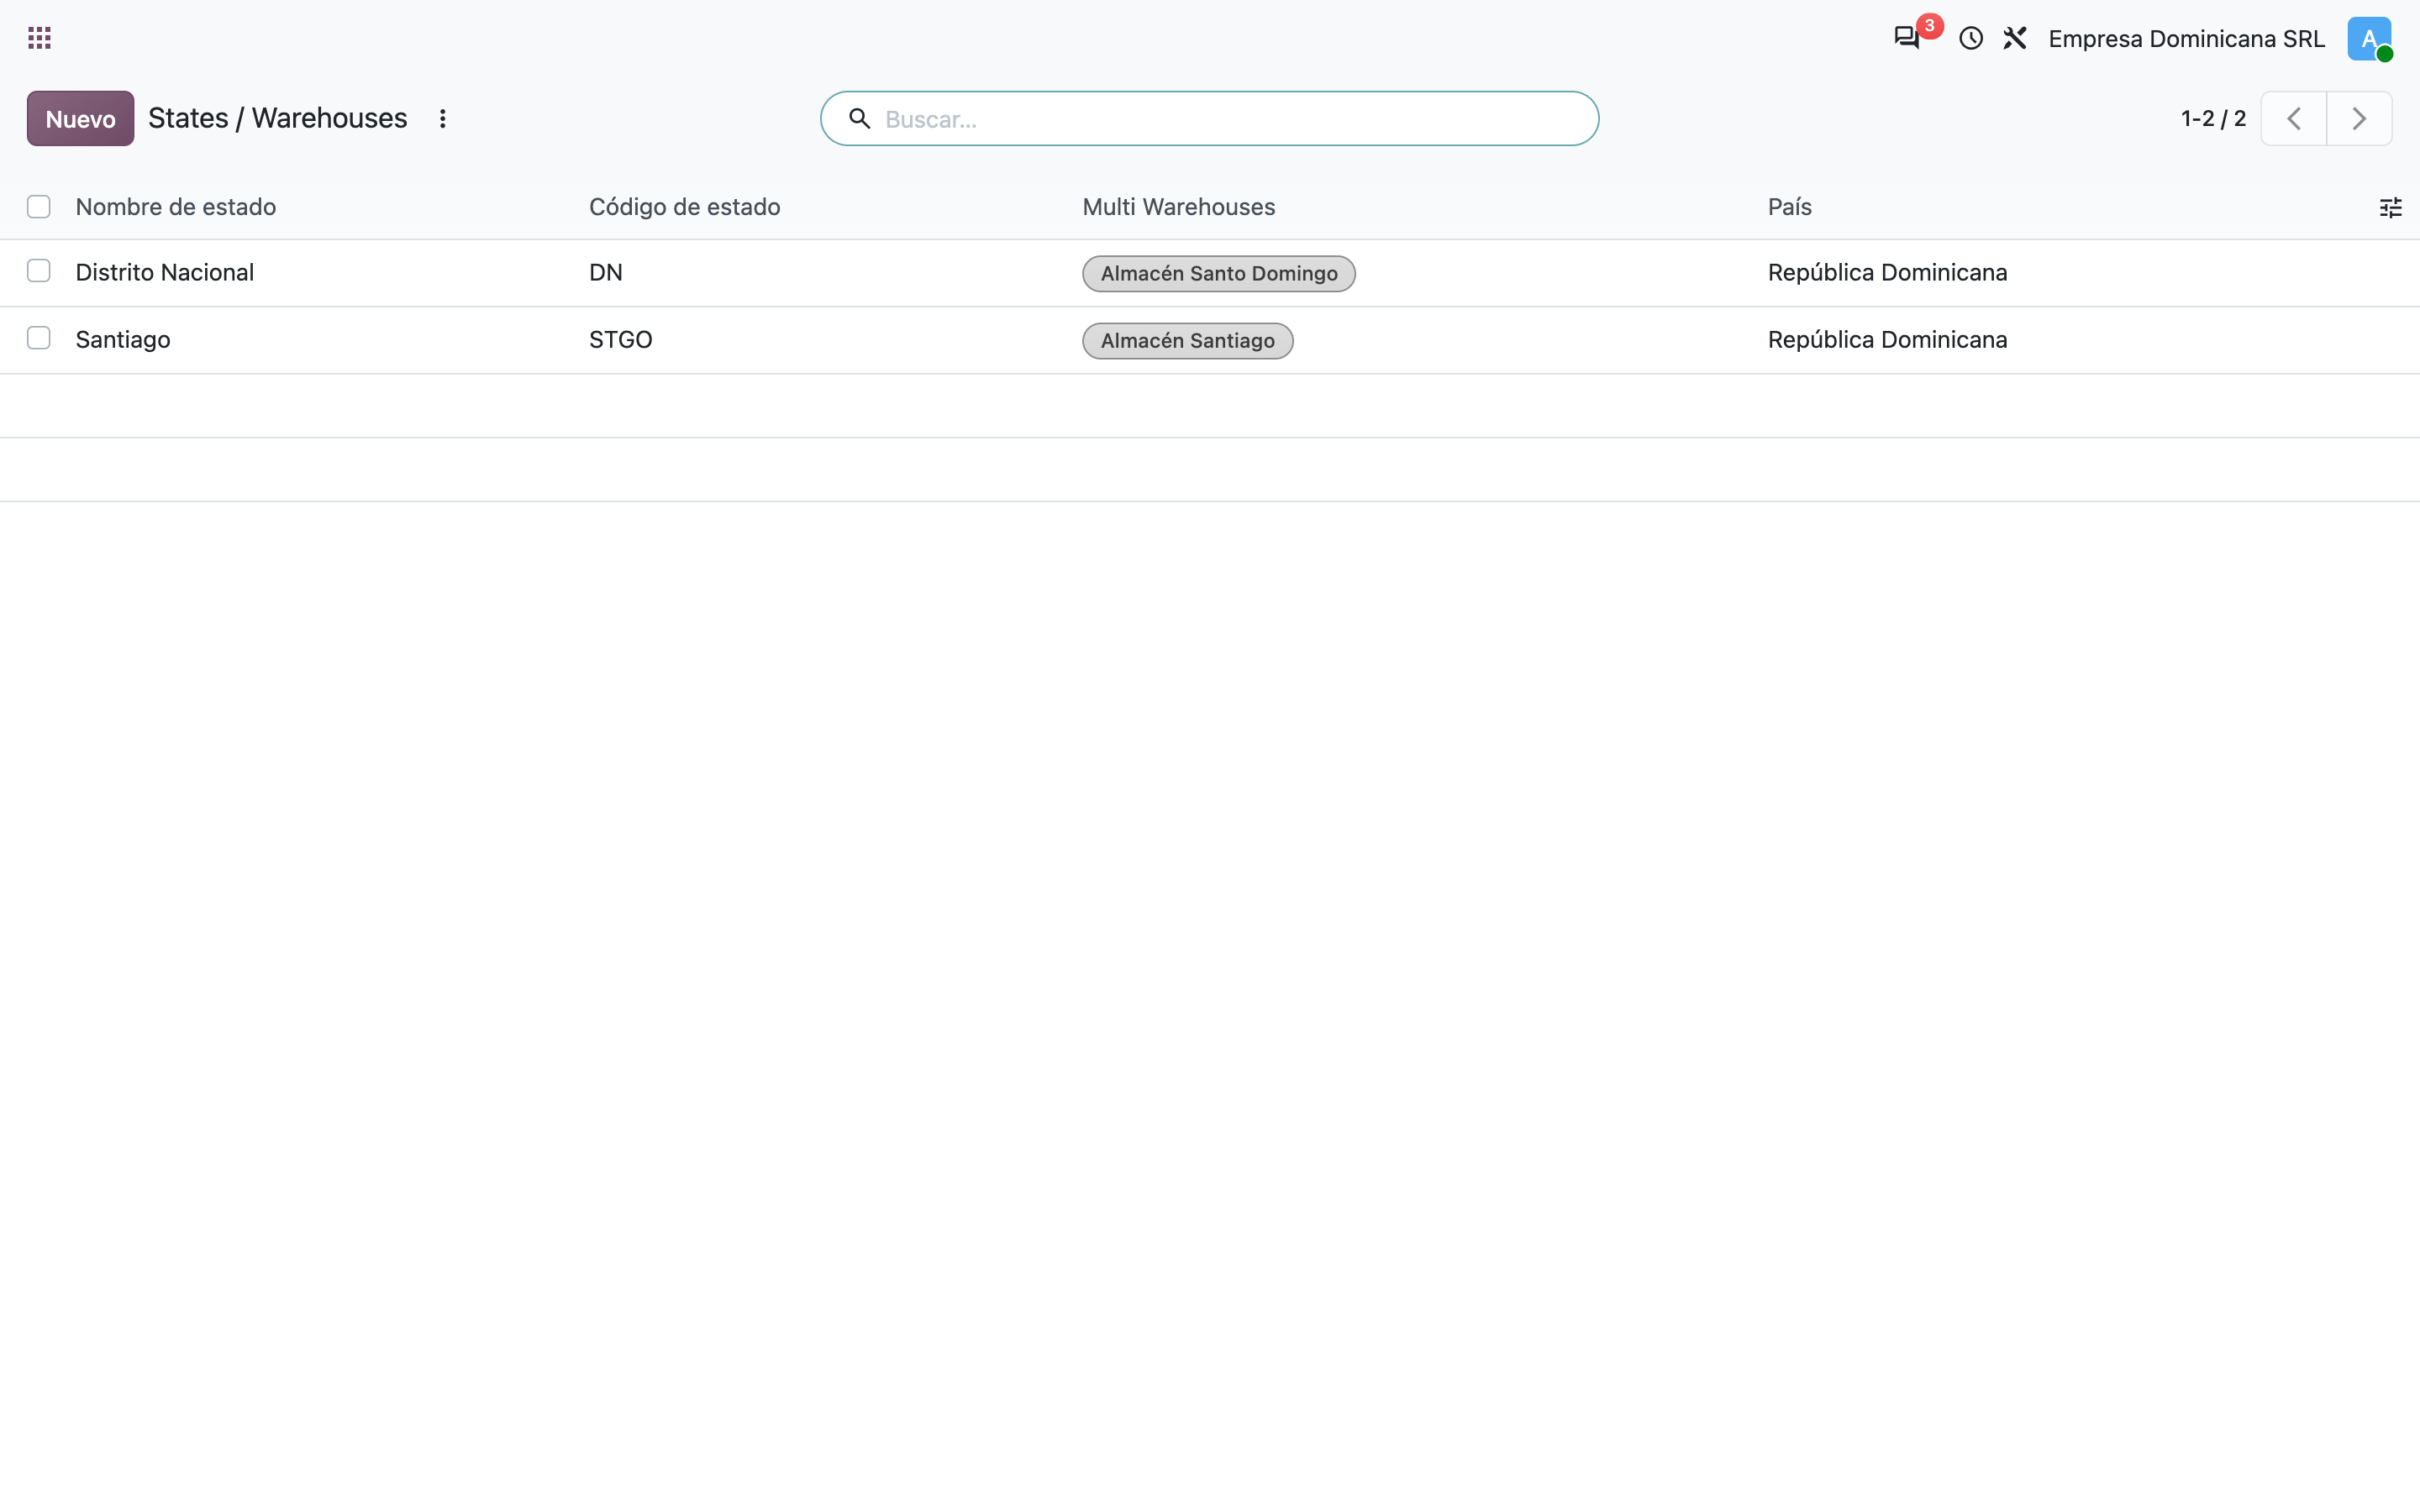 3 Empresa Dominicana SRL A
Nuevo States / Warehouses Buscar... 1-2 / 2
Nombre de estado Código de estado Multi Warehouses País
Distrito Nacional DN Almacén Santo Domingo República Dominicana
Santiago STGO Almacén Santiago República Dominicana